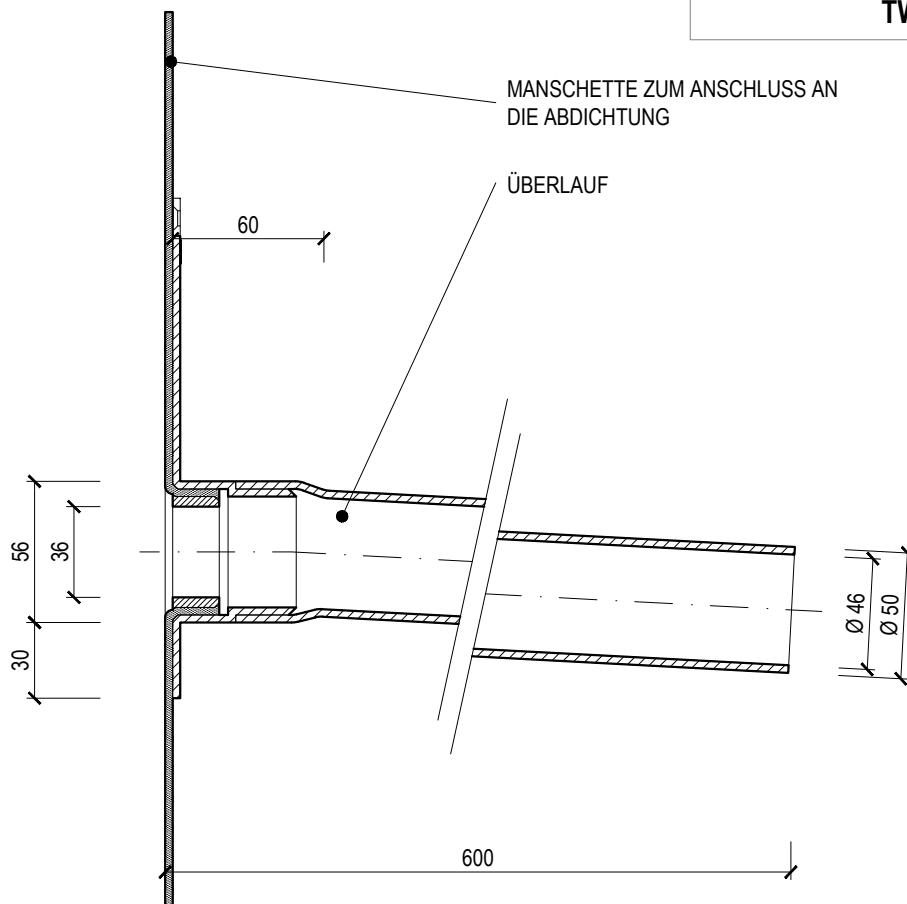 TW
MANSCHETTE ZUM ANSCHLUSS AN
DIE ABDICHTUNG
ÜBERLAUF
60
56
36
30
Ø 46
Ø 50
600